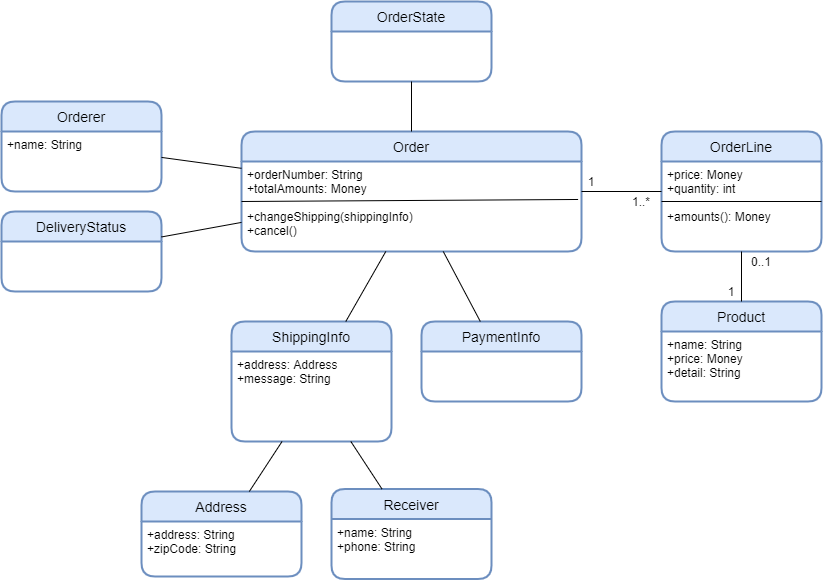 OrderState
Orderer
+name: String
Order
+orderNumber: String
+totalAmounts: Money
+changeShipping(shippingInfo)
+cancel()
1
1..*
OrderLine
+price: Money
+quantity: int
+amounts(): Money
DeliveryStatus
0..1
1
ShippingInfo
+address: Address
+message: String
PaymentInfo
Product
+name: String
+price: Money
+detail: String
Address
+address: String
+zipCode: String
Receiver
+name: String
+phone: String